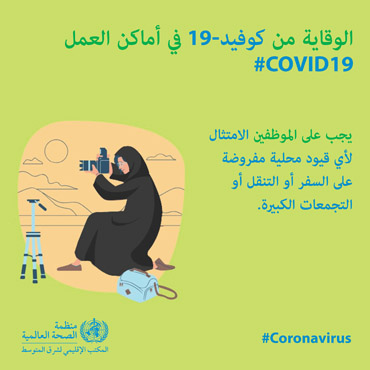 الوقاية من كوفيد-19 في أماكن العمل
#COVID19
يجب على الموظفين الامتثال
لأي قيود محلية مفروضة
على السفر أو التنقل أو
التجمعات الكبيرة.
منظمة
الصحة العالمية
المكتب الإقليمي لشرق المتوسط
#Coronavirus